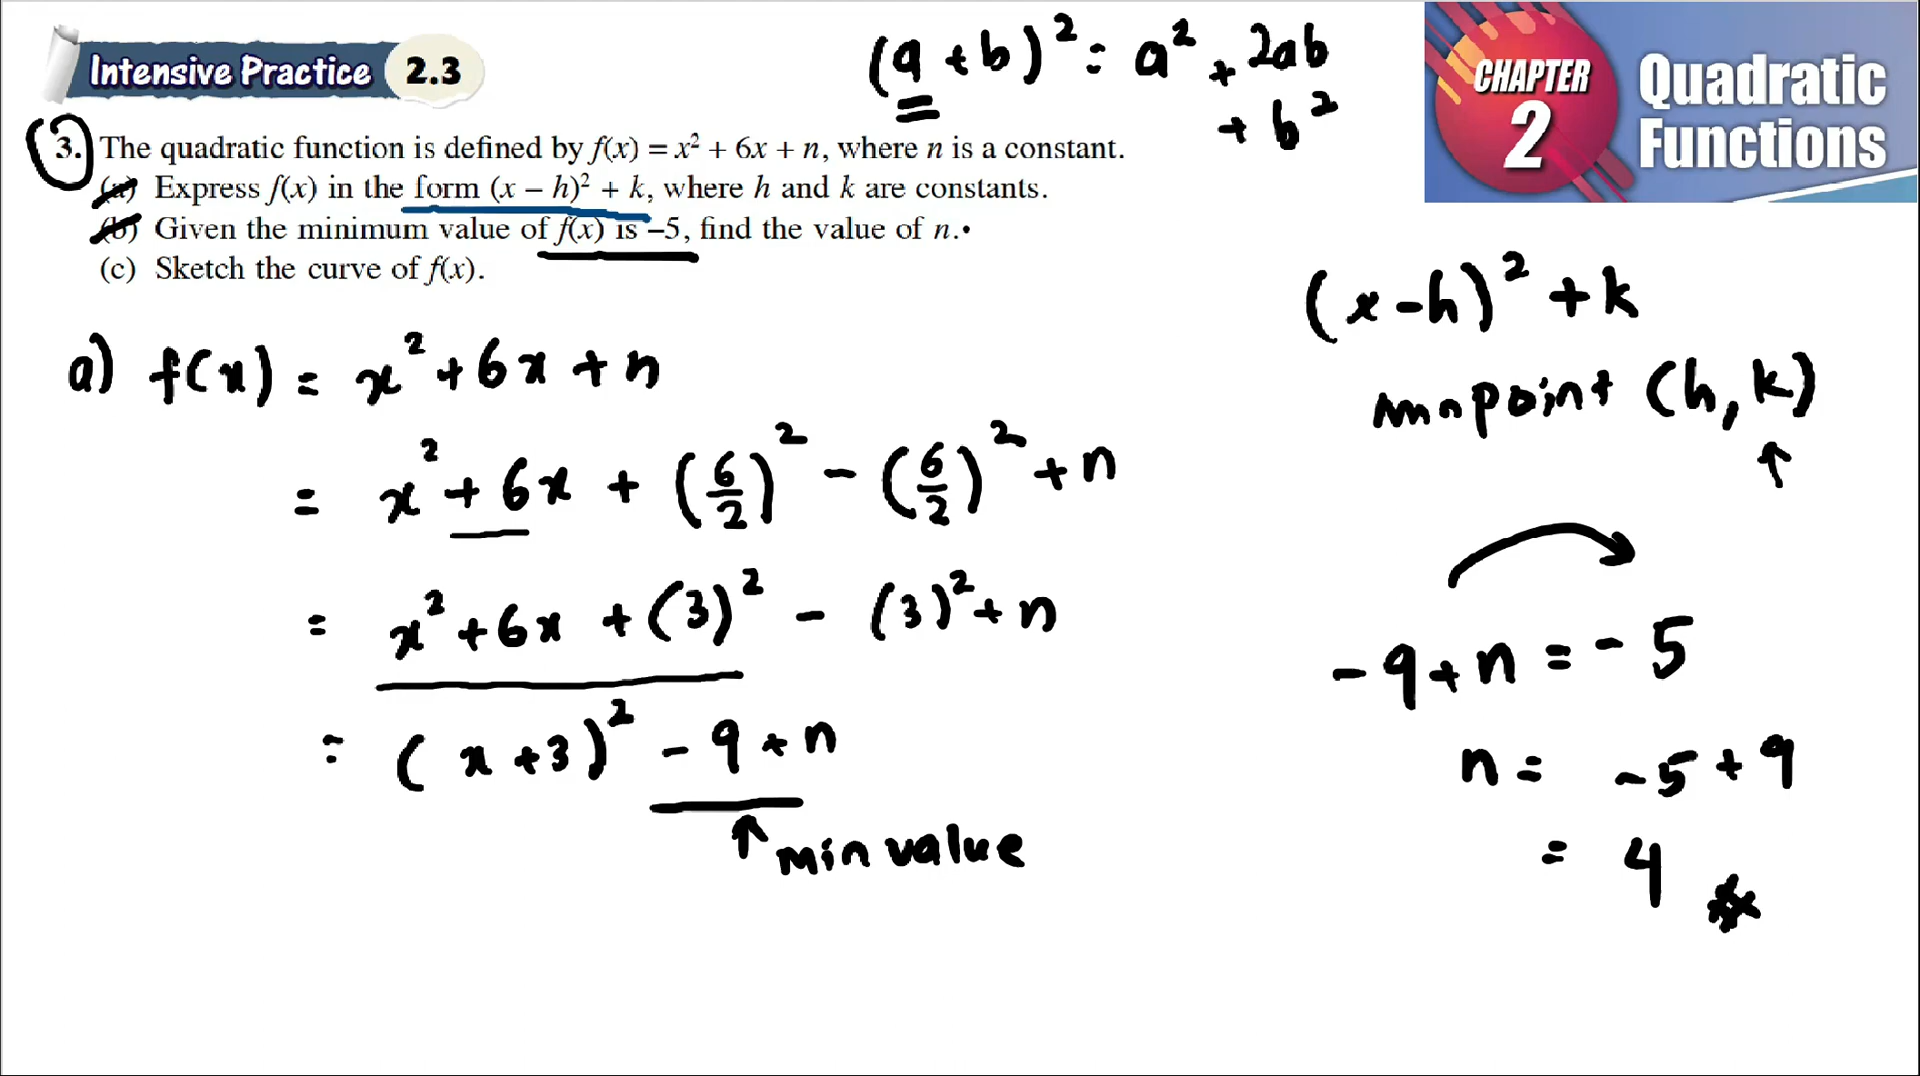 Intensive Practice 2.3
(a + b)² = a² + 2ab
+ b²
CHAPTER 2
Quadratic Functions
3. The quadratic function is defined by f(x) = x² + 6x + n, where n is a constant.
(a) Express f(x) in the form (x – h)² + k, where h and k are constants.
(b) Given the minimum value of f(x) is –5, find the value of n.
(c) Sketch the curve of f(x).
a) f(x) = x² + 6x + n
= x² + 6x + (6/2)² - (6/2)² + n
= x² + 6x + (3)² - (3)² + n
= (x + 3)² - 9 + n
↑ min value
(x - h)² + k
min point (h, k)
↑
-9 + n = -5
n = -5 + 9
= 4